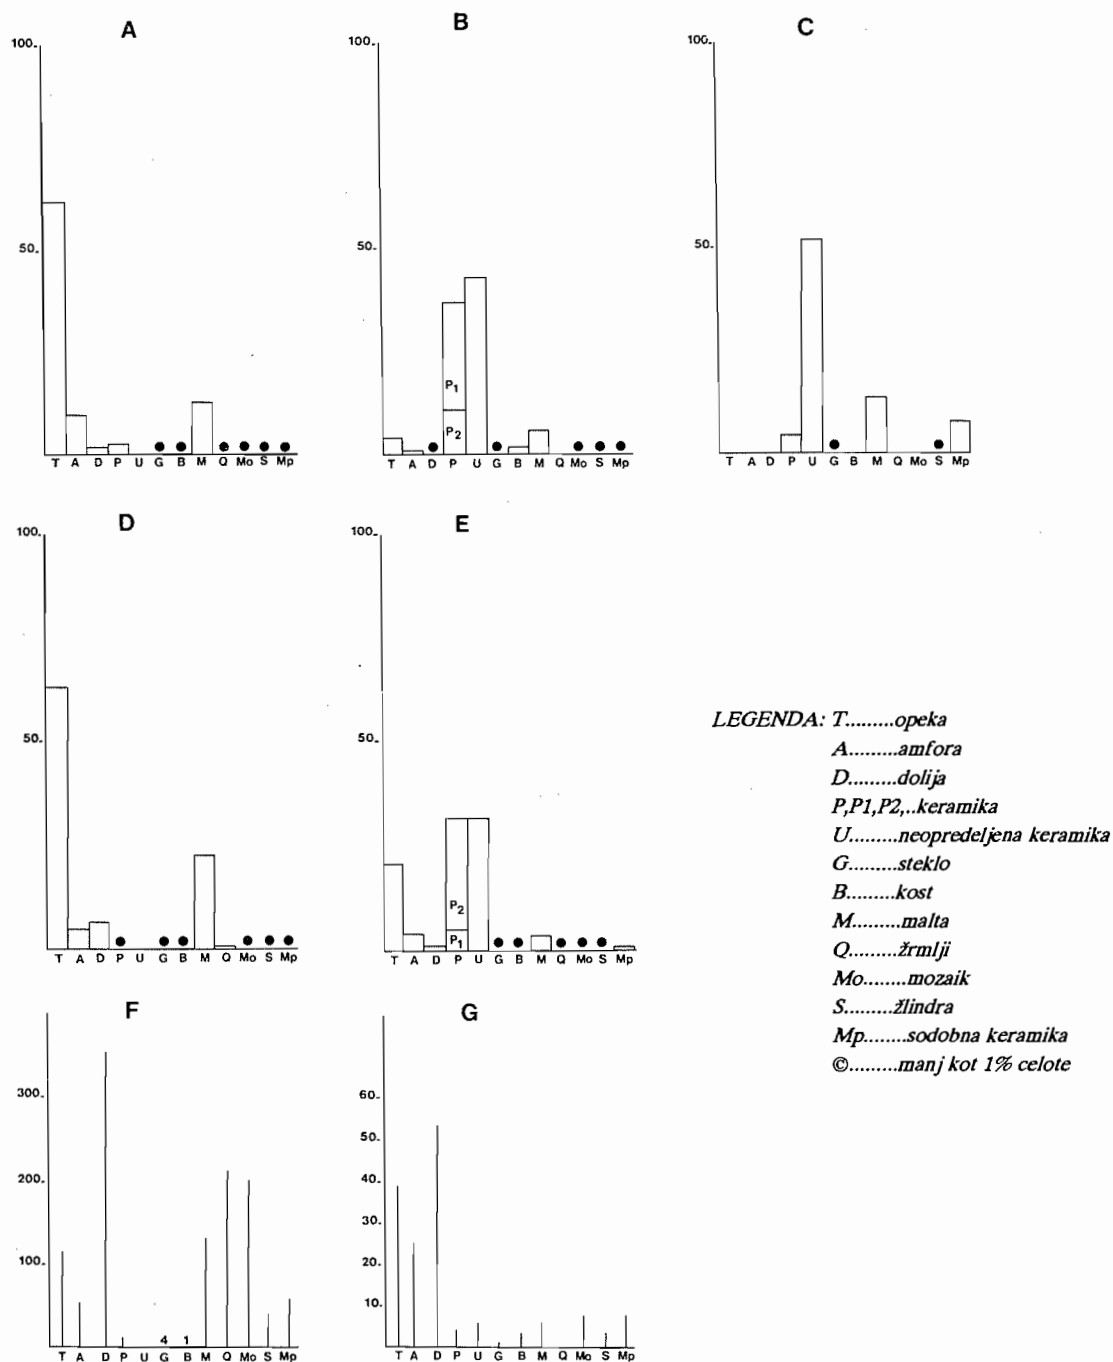 A
B
C
100.
100.
100.
50.
50.
50.
T A D P U G B M Q Mo S Mp
P1
P2
T A D P U G B M Q Mo S Mp
T A D P U G B M Q Mo S Mp
D
E
100.
100.
50.
50.
T A D P U G B M Q Mo S Mp
P2
P1
T A D P U G B M Q Mo S Mp
LEGENDA: T.........opeka
A.........amfora
D.........dolija
P,P1,P2,..keramika
U.........neopredeljena keramika
G.........steklo
B.........kost
M.........malta
Q.........žrmlji
Mo........mozaik
S.........žlindra
Mp........sodobna keramika
©.........manj kot 1% celote
F
G
300.
200.
100.
4 1
T A D P U G B M Q Mo S Mp
60.
50.
40.
30.
20.
10.
T A D P U G B M Q Mo S Mp